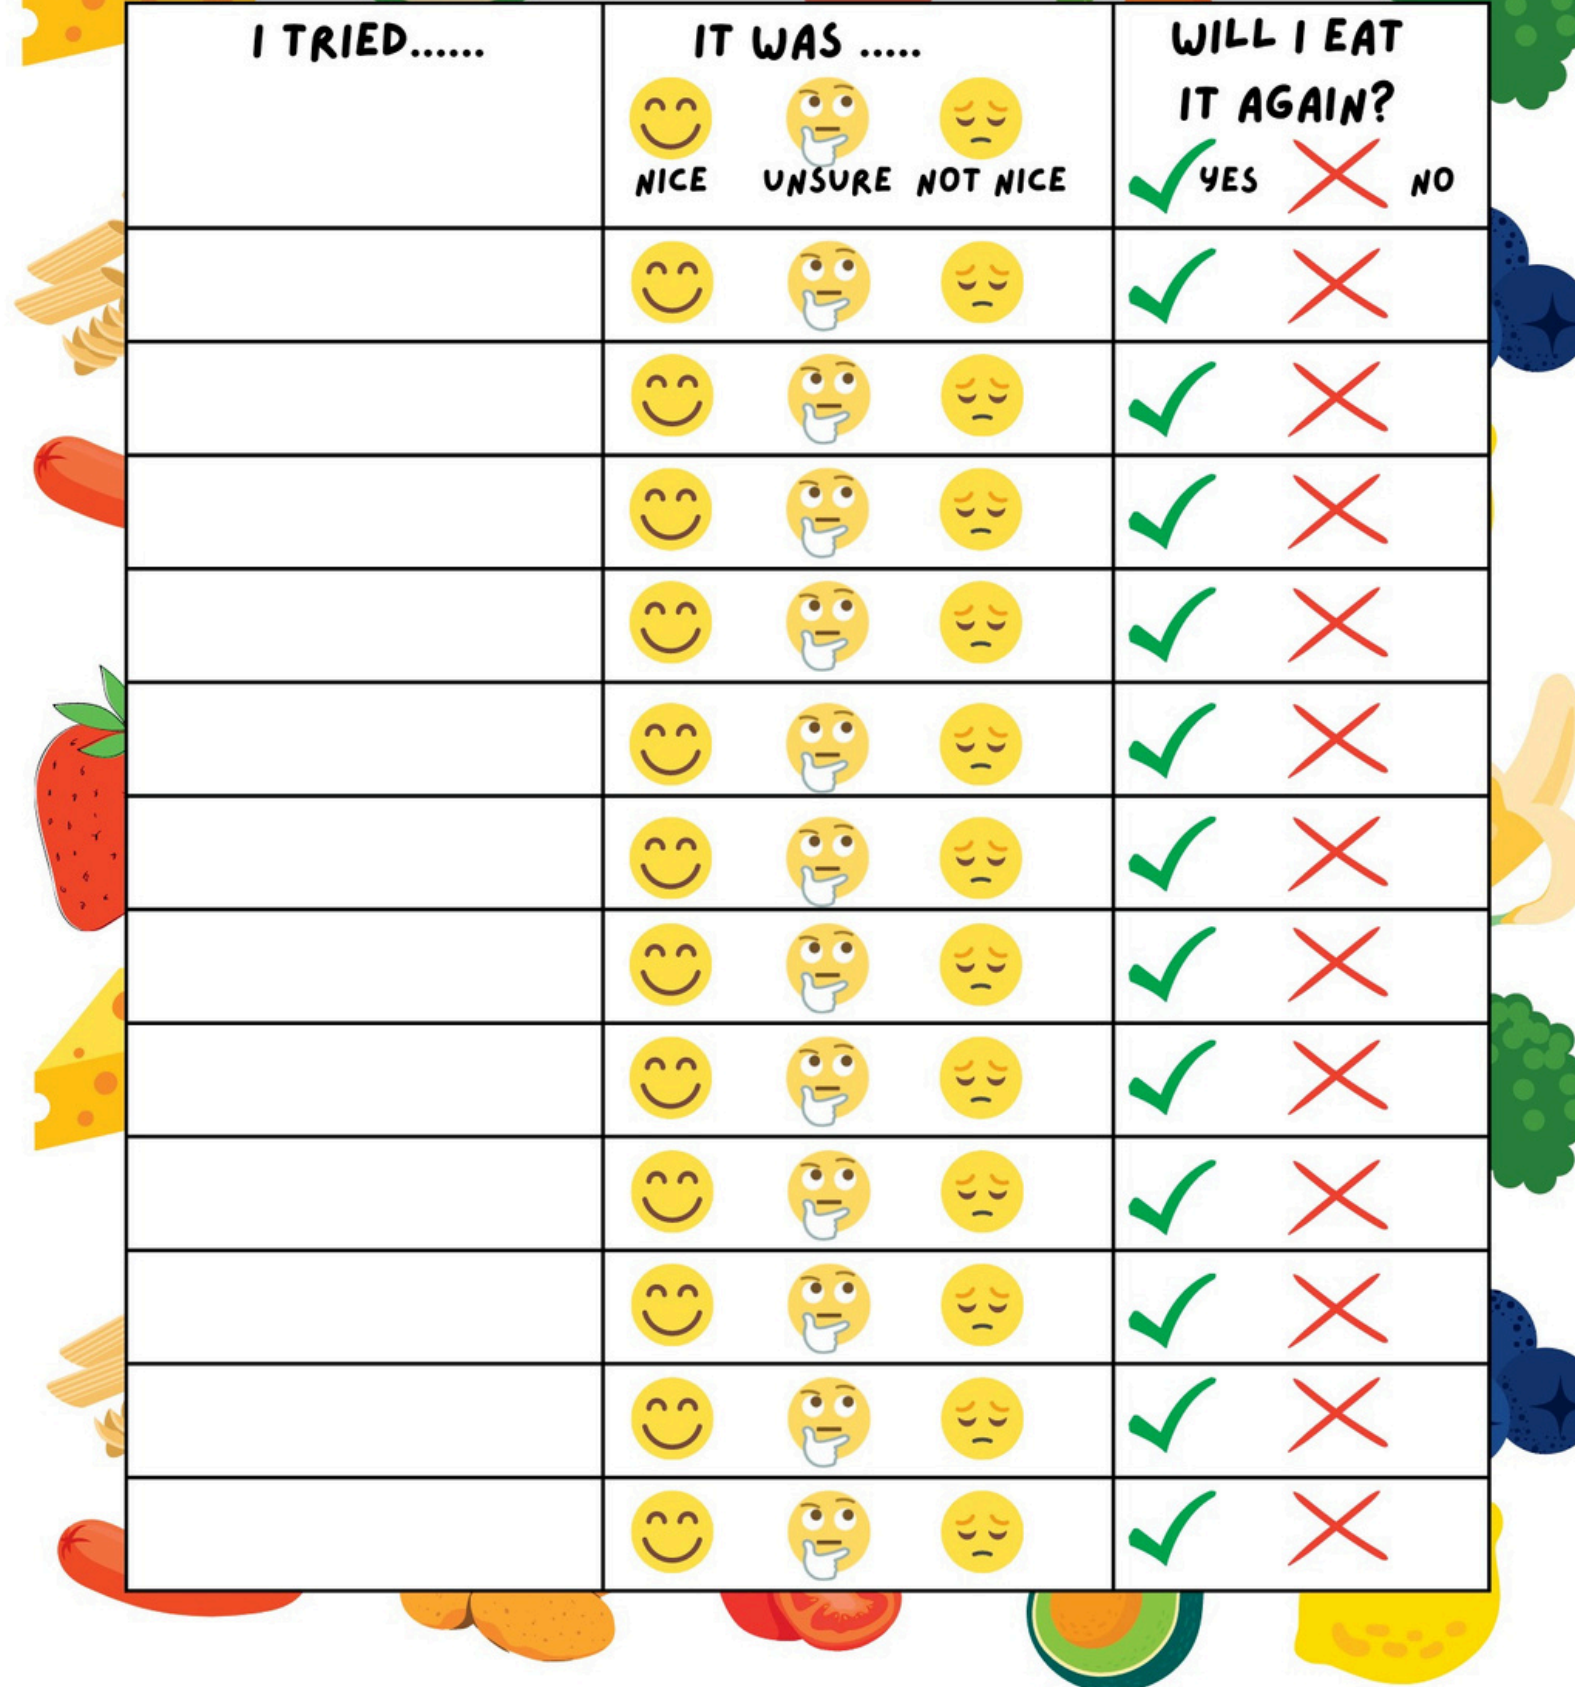 I TRIED......
IT WAS .....
NICE UNSURE NOT NICE
WILL I EAT
IT AGAIN?
YES NO